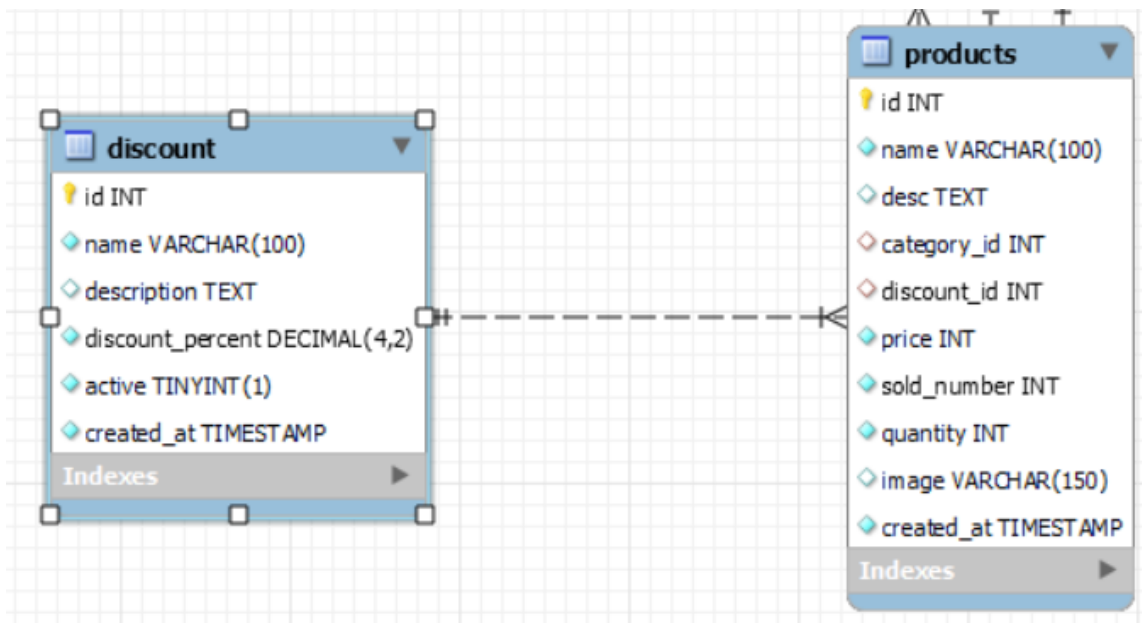 discount
id INT
name VARCHAR(100)
description TEXT
discount_percent DECIMAL(4,2)
active TINYINT(1)
created_at TIMESTAMP
Indexes
products
id INT
name VARCHAR(100)
desc TEXT
category_id INT
discount_id INT
price INT
sold_number INT
quantity INT
image VARCHAR(150)
created_at TIMESTAMP
Indexes